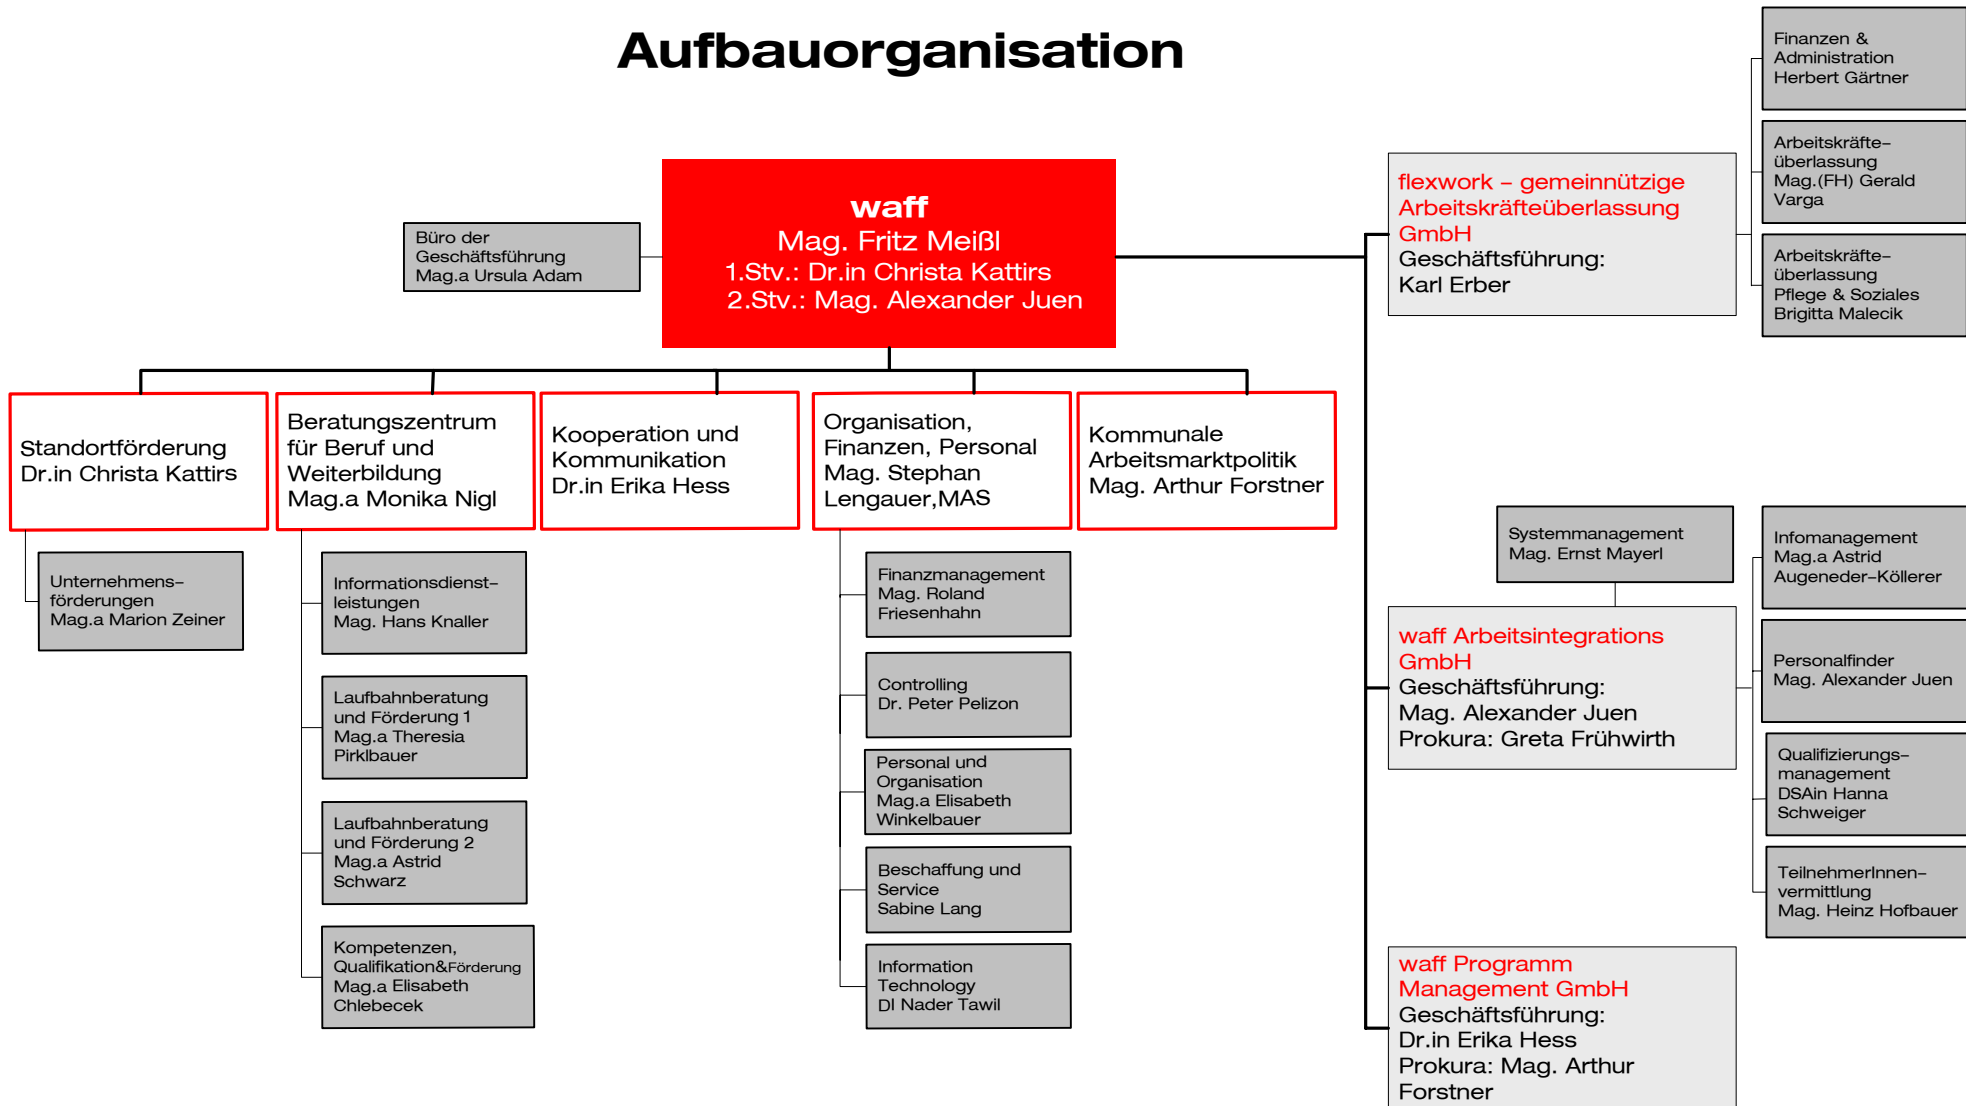 Aufbauorganisation
waff
Mag. Fritz Meißl
1.Stv.: Dr.in Christa Kattirs
2.Stv.: Mag. Alexander Juen
Büro der
Geschäftsführung
Mag.a Ursula Adam
Standortförderung
Dr.in Christa Kattirs
Unternehmens-
förderungen
Mag.a Marion Zeiner
Beratungszentrum
für Beruf und
Weiterbildung
Mag.a Monika Nigl
Informationsdienst-
leistungen
Mag. Hans Knaller
Laufbahnberatung
und Förderung 1
Mag.a Theresia
Pirklbauer
Laufbahnberatung
und Förderung 2
Mag.a Astrid
Schwarz
Kompetenzen,
Qualifikation&Förderung
Mag.a Elisabeth
Chlebecek
Kooperation und
Kommunikation
Dr.in Erika Hess
Organisation,
Finanzen, Personal
Mag. Stephan
Lengauer,MAS
Finanzmanagement
Mag. Roland
Friesenhahn
Controlling
Dr. Peter Pelizon
Personal und
Organisation
Mag.a Elisabeth
Winkelbauer
Beschaffung und
Service
Sabine Lang
Information
Technology
DI Nader Tawil
Kommunale
Arbeitsmarktpolitik
Mag. Arthur Forstner
flexwork – gemeinnützige
Arbeitskräfteüberlassung
GmbH
Geschäftsführung:
Karl Erber
Finanzen &
Administration
Herbert Gärtner
Arbeitskräfte-
überlassung
Mag.(FH) Gerald
Varga
Arbeitskräfte-
überlassung
Pflege & Soziales
Brigitta Malecik
Systemmanagement
Mag. Ernst Mayerl
waff Arbeitsintegrations
GmbH
Geschäftsführung:
Mag. Alexander Juen
Prokura: Greta Frühwirth
Infomanagement
Mag.a Astrid
Augeneder-Köllerer
Personalfinder
Mag. Alexander Juen
Qualifizierungs-
management
DSAin Hanna
Schweiger
TeilnehmerInnen-
vermittlung
Mag. Heinz Hofbauer
waff Programm
Management GmbH
Geschäftsführung:
Dr.in Erika Hess
Prokura: Mag. Arthur
Forstner